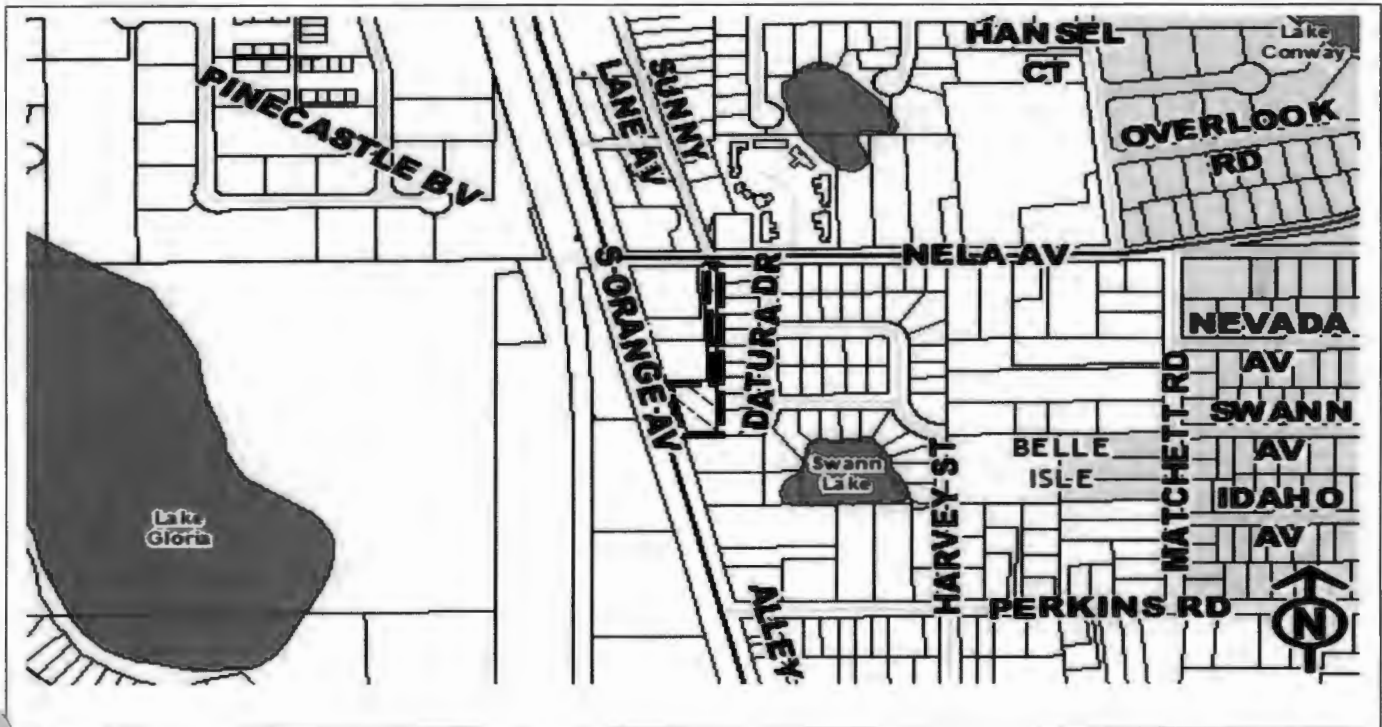 HANSEL
CT
Lake
Conway
PINECASTLE BV
SUNNY
LANE AV
OVERLOOK
RD
NELA AV
S ORANGE AV
DATURA DR
NEVADA
AV
MATCHETT RD
SWANN
AV
BELLE
ISLE
HARVEY ST
Swann
Lake
IDAHO
AV
Lake
Gloria
ALLEY
PERKINS RD
N